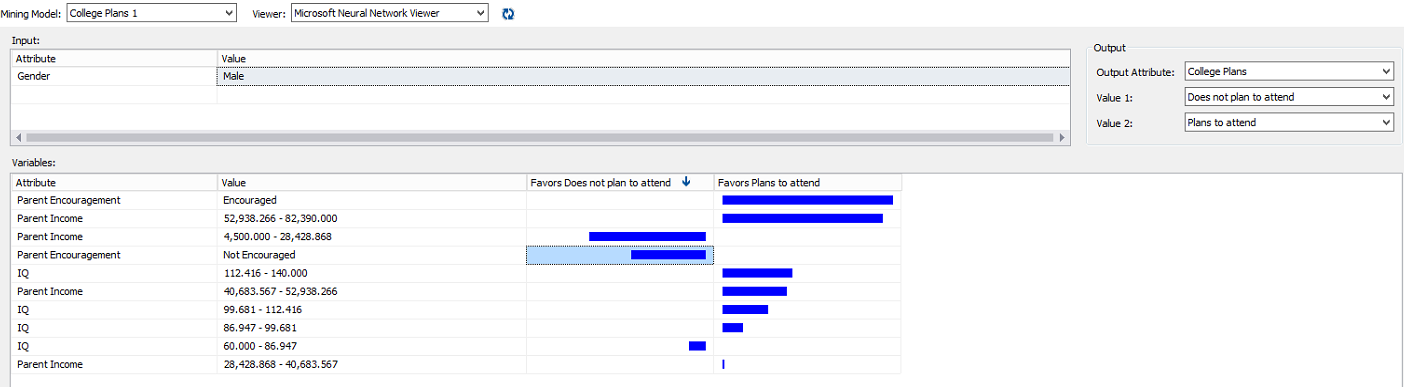 Mining Model: College Plans 1 Viewer: Microsoft Neural Network Viewer
Input:
Attribute Value
Gender Male
Output
Output Attribute: College Plans
Value 1: Does not plan to attend
Value 2: Plans to attend
Variables:
Attribute Value Favors Does not plan to attend Favors Plans to attend
Parent Encouragement Encouraged
Parent Income 52,938.266 - 82,390.000
Parent Income 4,500.000 - 28,428.868
Parent Encouragement Not Encouraged
IQ 112.416 - 140.000
Parent Income 40,683.567 - 52,938.266
IQ 99.681 - 112.416
IQ 86.947 - 99.681
IQ 60.000 - 86.947
Parent Income 28,428.868 - 40,683.567